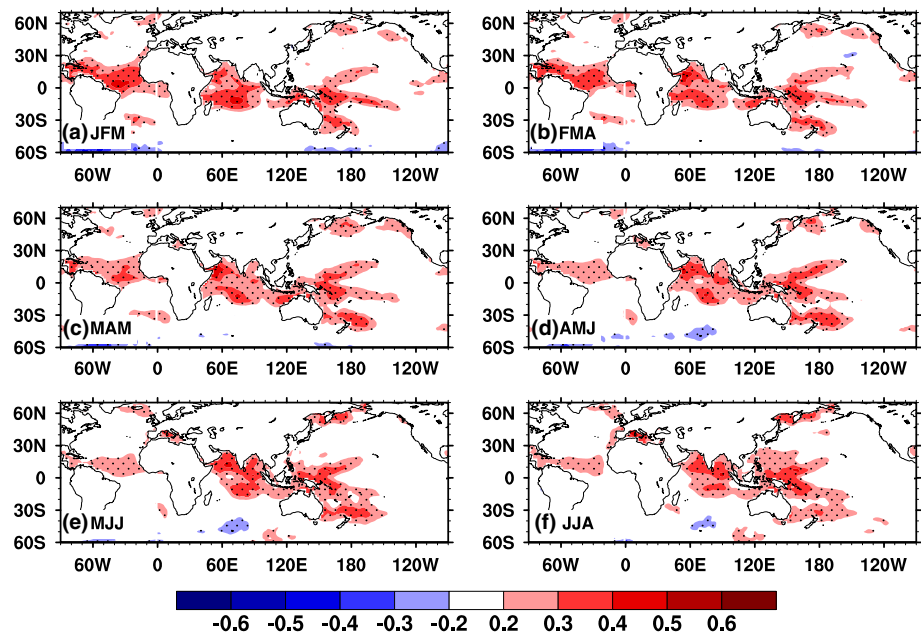 60N 60N
30N 30N
0 0
30S 30S
(a)JFM (b)FMA
60S 60S
60W 0 60E 120E 180 120W 60W 0 60E 120E 180 120W
60N 60N
30N 30N
0 0
30S 30S
(c)MAM (d)AMJ
60S 60S
60W 0 60E 120E 180 120W 60W 0 60E 120E 180 120W
60N 60N
30N 30N
0 0
30S 30S
(e)MJJ (f)JJA
60S 60S
60W 0 60E 120E 180 120W 60W 0 60E 120E 180 120W
-0.6 -0.5 -0.4 -0.3 -0.2 0.2 0.3 0.4 0.5 0.6